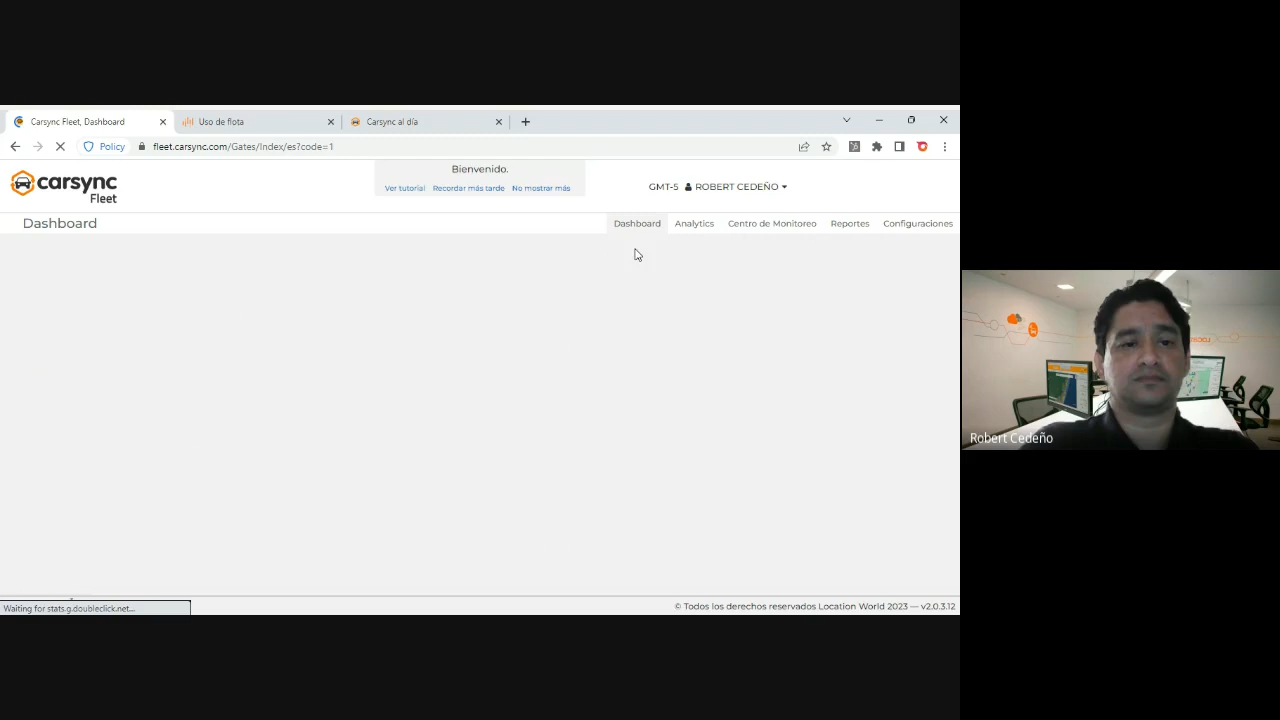 Carsync Fleet, Dashboard
Uso de flota
Carsync al día
Policy
fleet.carsync.com/Gates/Index/es?code=1
carsync
Fleet
Bienvenido.
Ver tutorial Recordar más tarde No mostrar más
GMT-5 ROBERT CEDEÑO
Dashboard
Dashboard Analytics Centro de Monitoreo Reportes Configuraciones
Robert Cedeño
Waiting for stats.g.doubleclick.net...
© Todos los derechos reservados Location World 2023 — v2.0.3.12